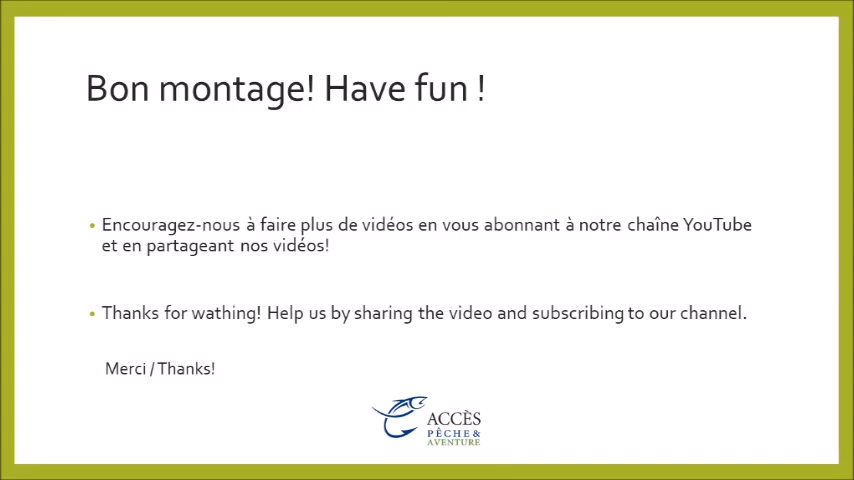 Bon montage! Have fun !
• Encouragez-nous à faire plus de vidéos en vous abonnant à notre chaîne YouTube
et en partageant nos vidéos!
• Thanks for wathing! Help us by sharing the video and subscribing to our channel.
Merci / Thanks!
ACCÈS
PÊCHE &
AVENTURE